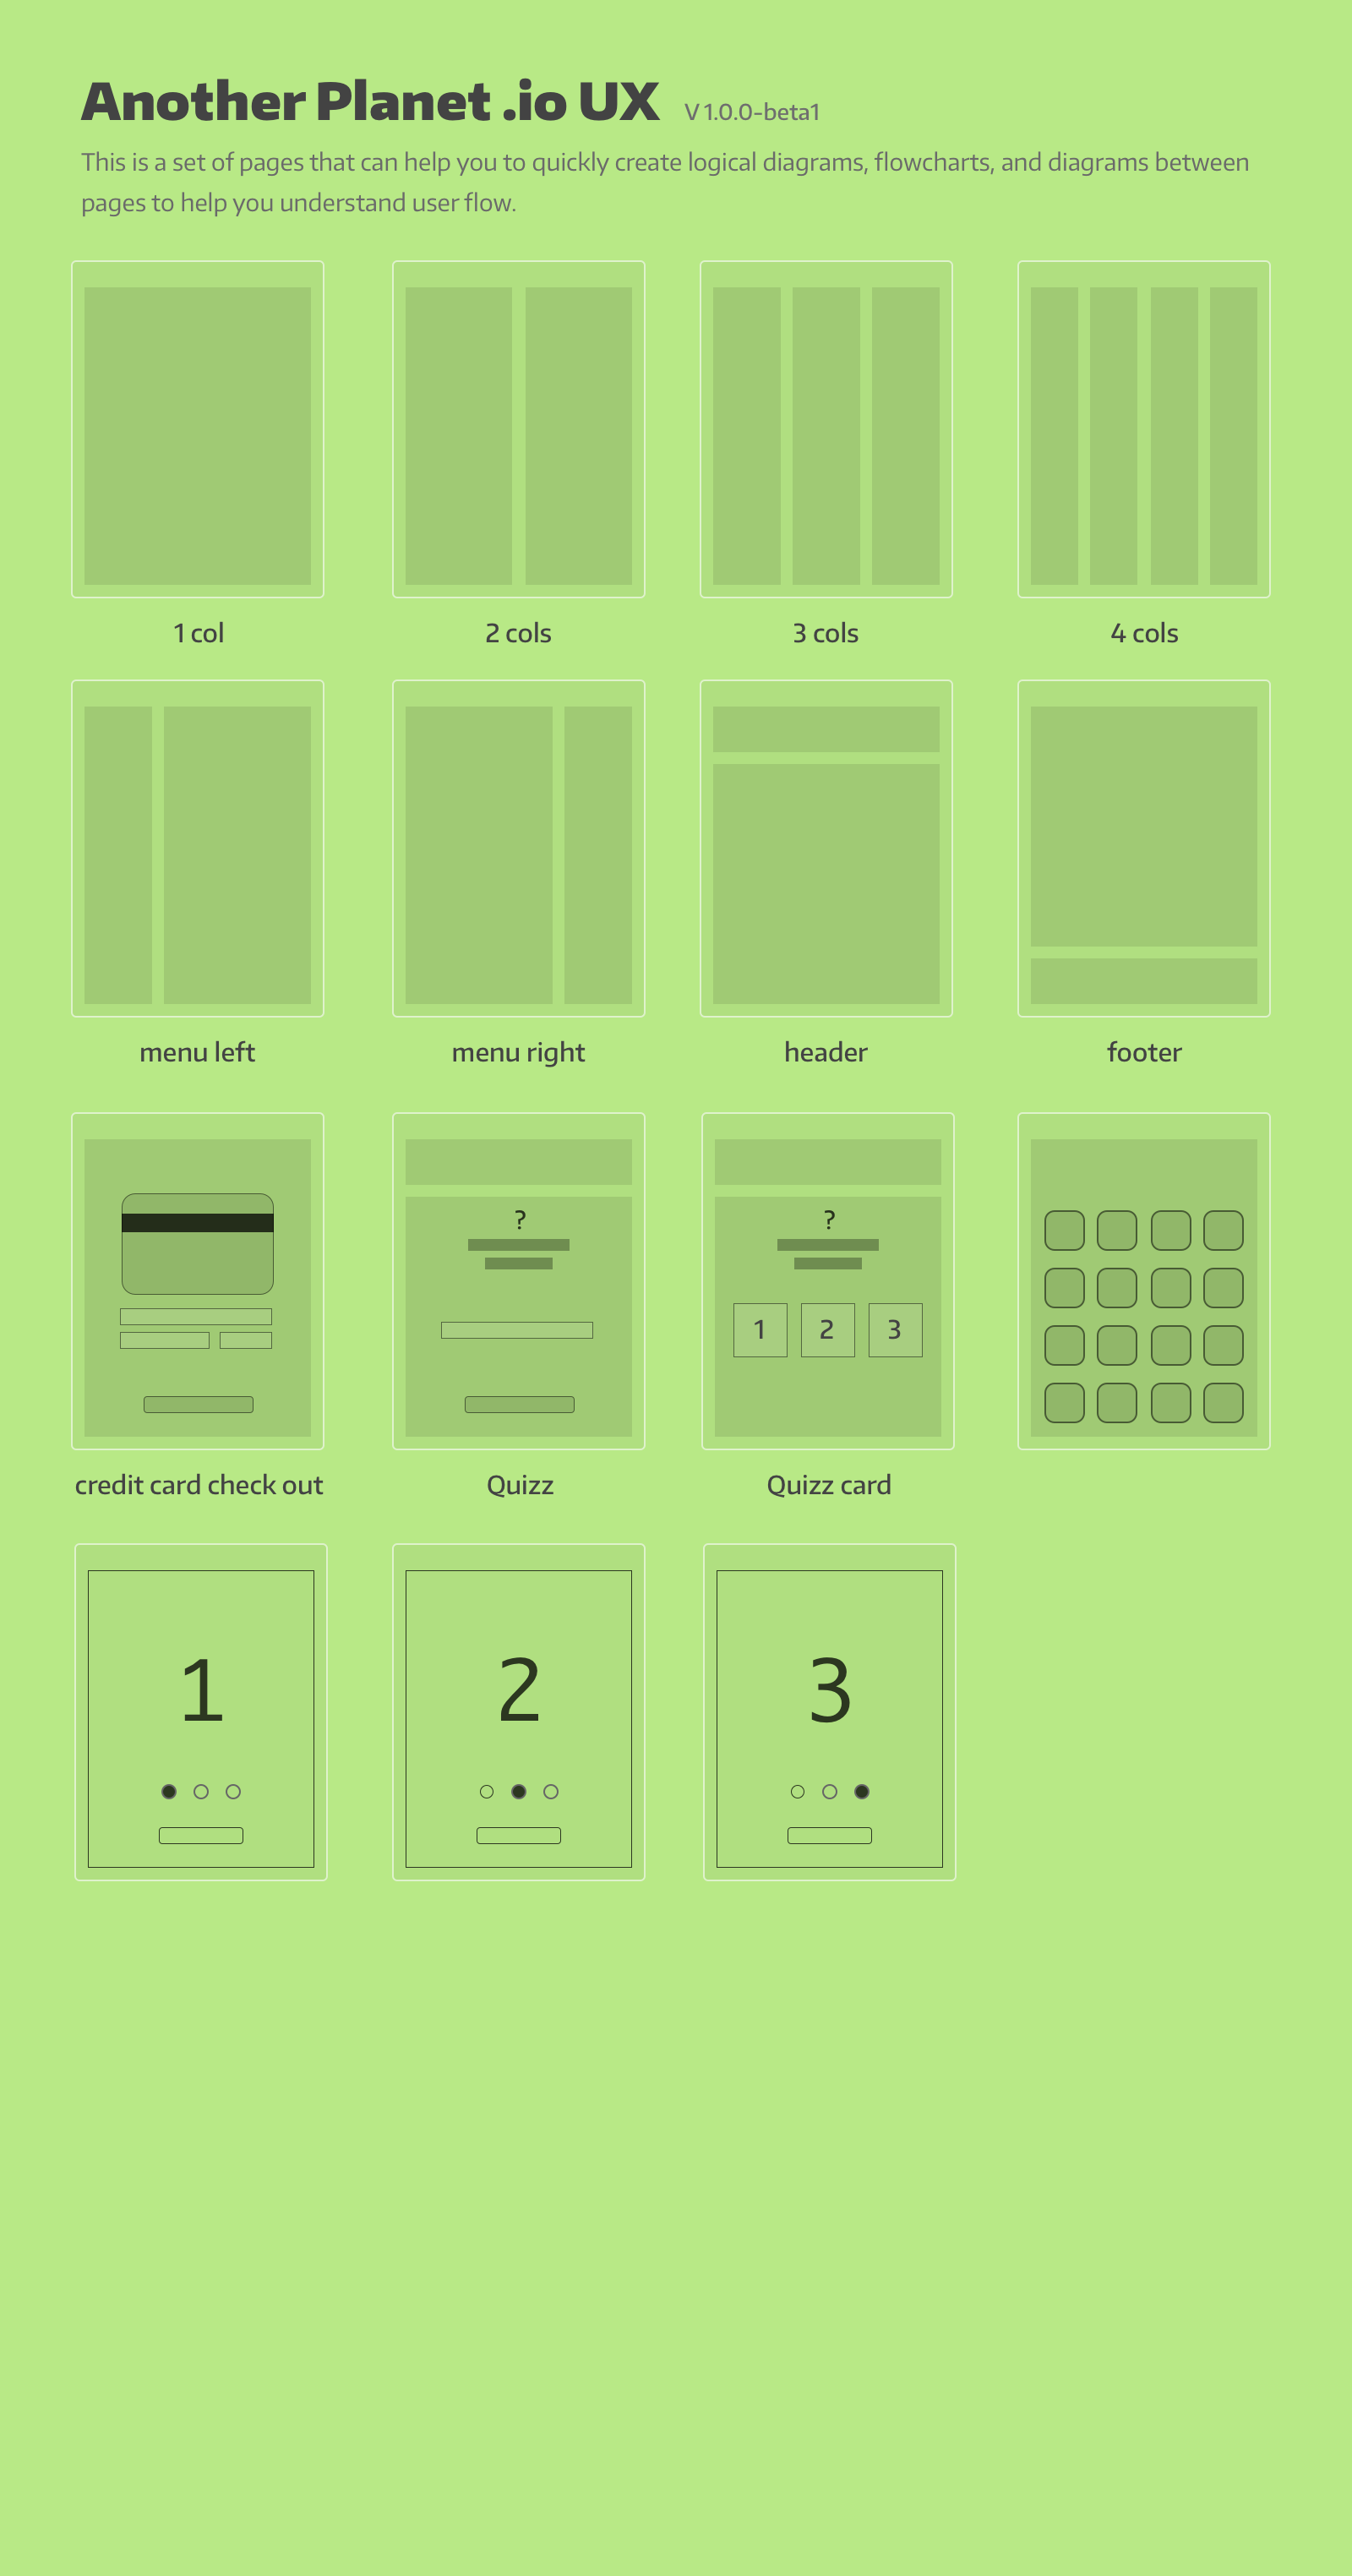 Another Planet .io UX V 1.0.0-beta1
This is a set of pages that can help you to quickly create logical diagrams, flowcharts, and diagrams between
pages to help you understand user flow.
1 col
2 cols
3 cols
4 cols
menu left
menu right
header
footer
?
?
1 2 3
credit card check out
Quizz
Quizz card
1
2
3